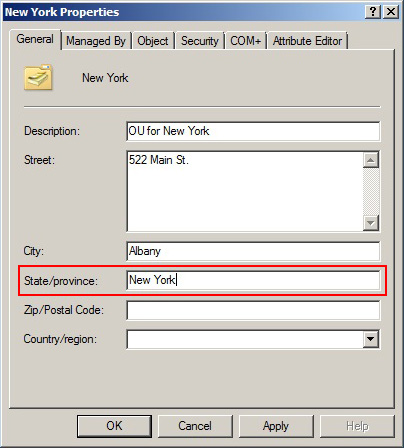 New York Properties
General Managed By Object Security COM+ Attribute Editor
New York
Description: OU for New York
Street: 522 Main St.
City: Albany
State/province: New York
Zip/Postal Code:
Country/region:
OK Cancel Apply Help